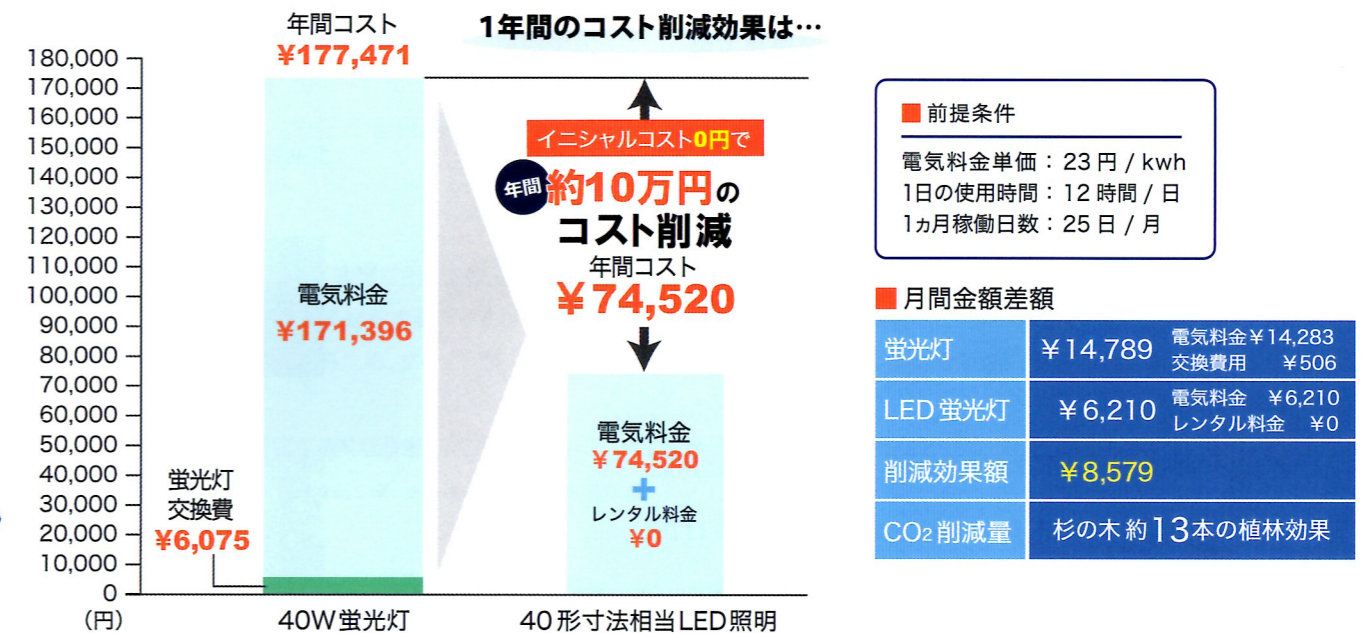 年間コスト
¥177,471
1年間のコスト削減効果は…
180,000
170,000
160,000
150,000
140,000
130,000
120,000
110,000
100,000
90,000
80,000
70,000
60,000
50,000
40,000
30,000
20,000
10,000
0
(円)
電気料金
¥171,396
蛍光灯
交換費
¥6,075
40W蛍光灯
イニシャルコスト0円で
年間 約10万円の
コスト削減
年間コスト
¥74,520
電気料金
¥74,520
+
レンタル料金
¥0
40形寸法相当LED照明
■ 前提条件
電気料金単価：23円 / kwh
1日の使用時間：12時間 / 日
1ヵ月稼働日数：25日 / 月
■ 月間金額差額
蛍光灯 ¥14,789 電気料金¥14,283
交換費用 ¥506
LED蛍光灯 ¥6,210 電気料金 ¥6,210
レンタル料金 ¥0
削減効果額 ¥8,579
CO2削減量 杉の木 約13本の植林効果